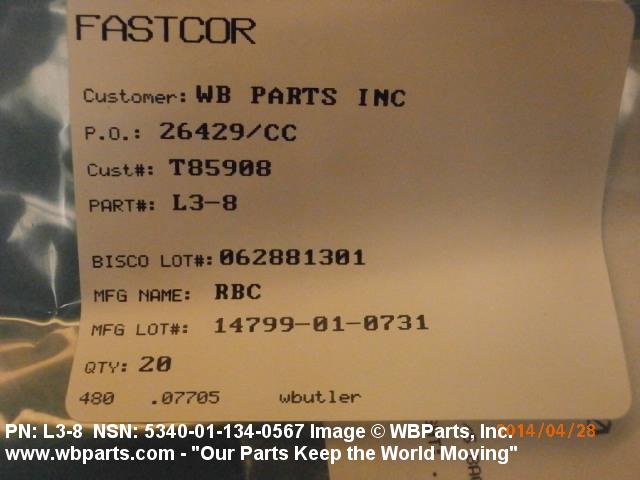 FASTCOR
Customer: WB PARTS INC
P.O.: 26429/CC
Cust#: T85908
PART#: L3-8
BISCO LOT#: 062881301
MFG NAME: RBC
MFG LOT#: 14799-01-0731
QTY: 20
480 .07705 wbutler
PN: L3-8 NSN: 5340-01-134-0567 Image © WBParts, Inc. 2014/04/28
www.wbparts.com - "Our Parts Keep the World Moving"